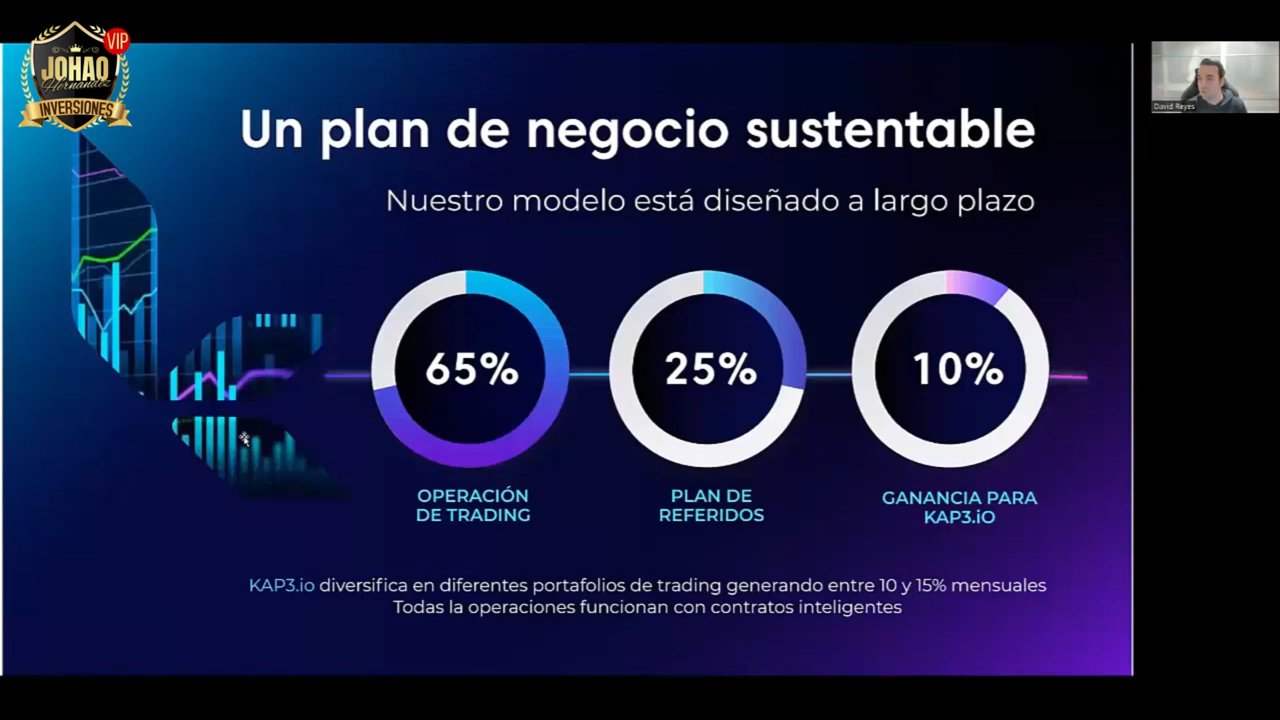 JOHAO
Hernandez
INVERSIONES
VIP
David Reyes
Un plan de negocio sustentable
Nuestro modelo está diseñado a largo plazo
65%
25%
10%
OPERACIÓN
DE TRADING
PLAN DE
REFERIDOS
GANANCIA PARA
KAP3.iO
KAP3.io diversifica en diferentes portafolios de trading generando entre 10 y 15% mensuales
Todas la operaciones funcionan con contratos inteligentes